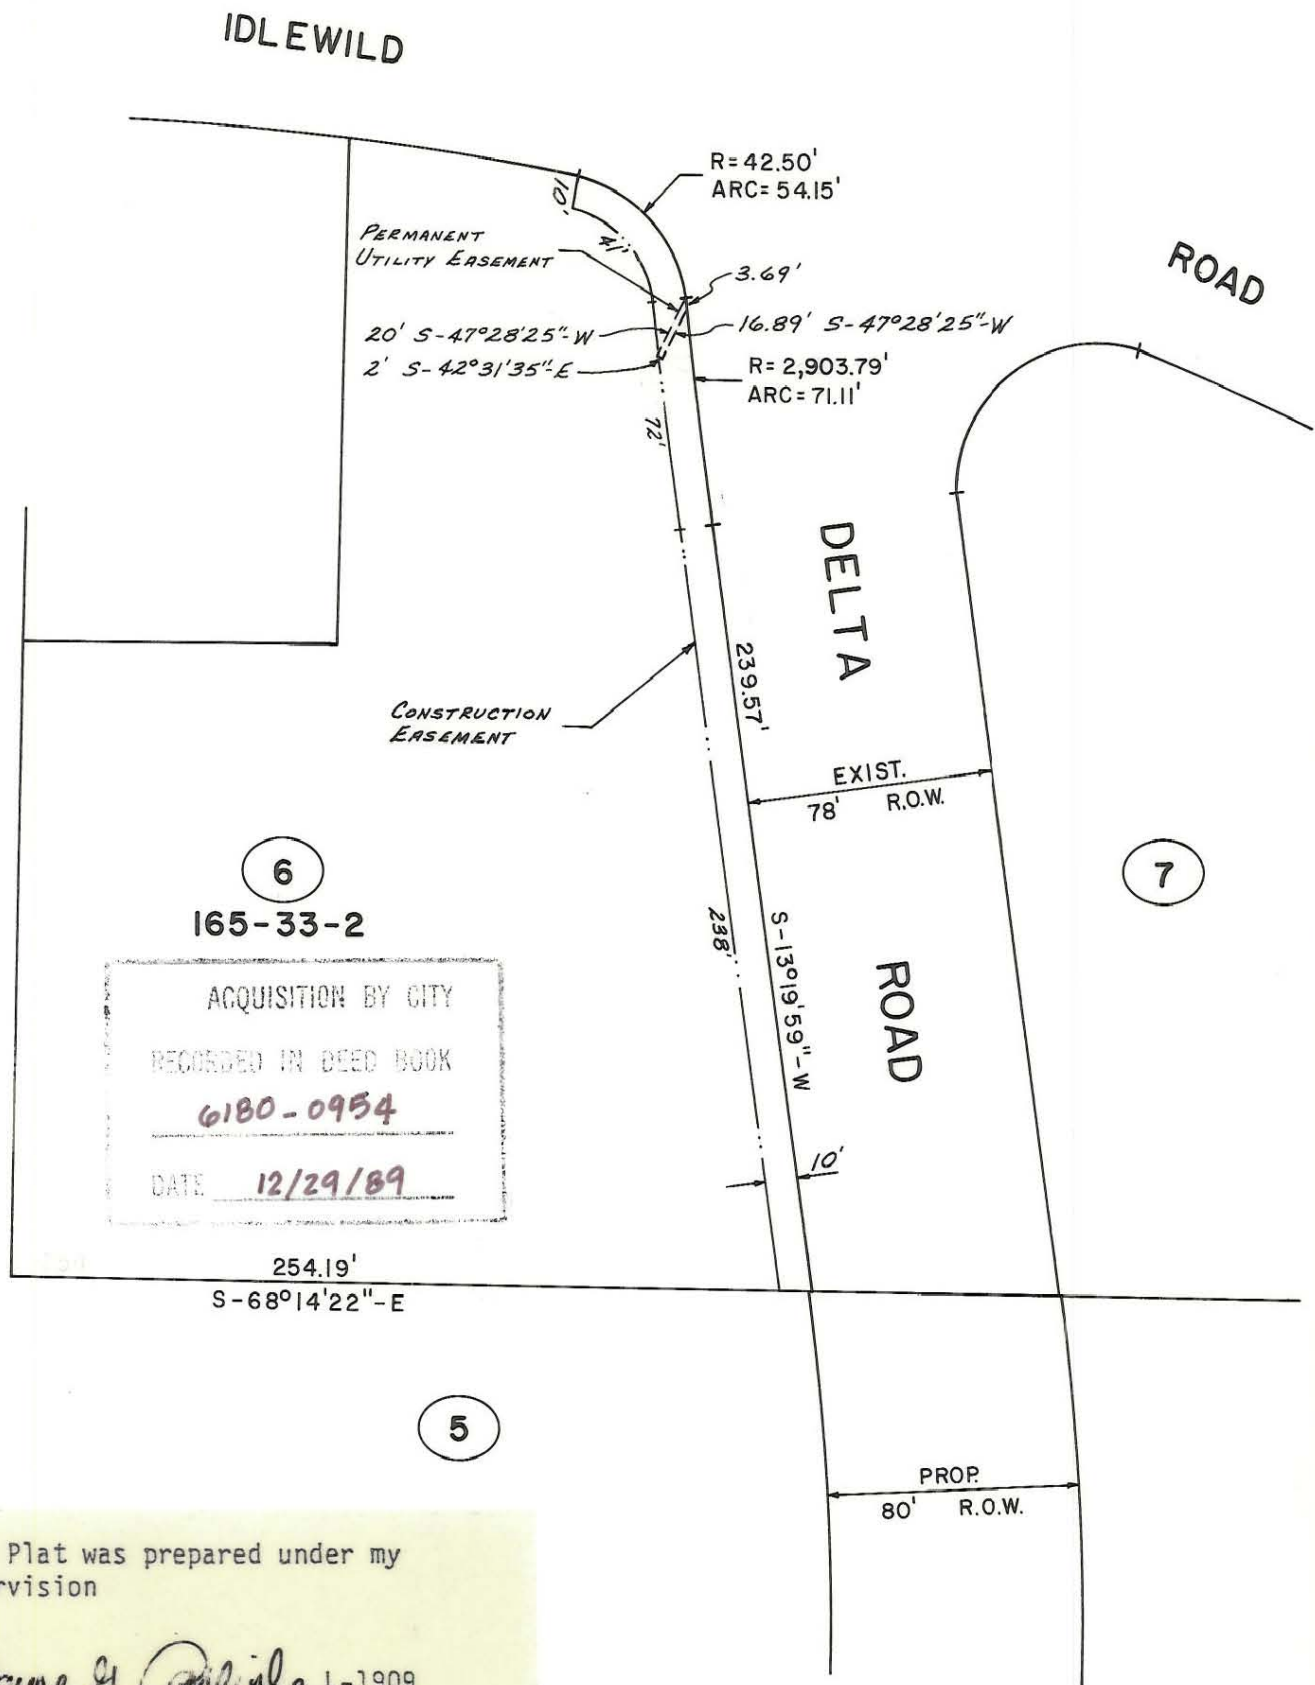 IDLEWILD
ROAD
R=42.50'
ARC=54.15'
10'
41'
PERMANENT
UTILITY EASEMENT
3.69'
20' S-47°28'25"-W
16.89' S-47°28'25"-W
2' S-42°31'35"-E
R=2,903.79'
ARC=71.11'
72'
DELTA
239.57'
CONSTRUCTION
EASEMENT
EXIST.
78' R.O.W.
6
165-33-2
7
238'
S-13°19'59"-W
ROAD
ACQUISITION BY CITY
RECORDED IN DEED BOOK
6180-0954
DATE 12/29/89
10'
254.19'
S-68°14'22"-E
5
PROP.
80' R.O.W.
Plat was prepared under my
rvision
L-1909